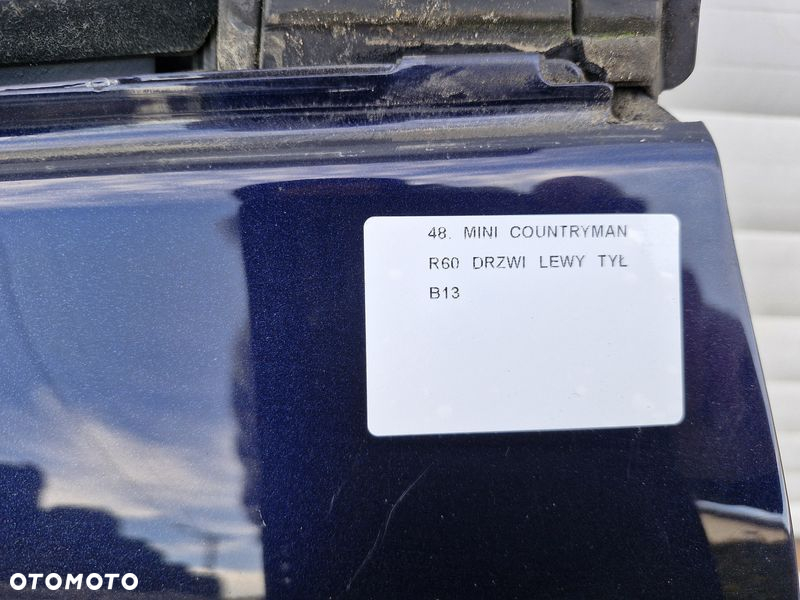 48. MINI COUNTRYMAN
R60 DRZWI LEWY TYŁ
B13
OTOMOTO